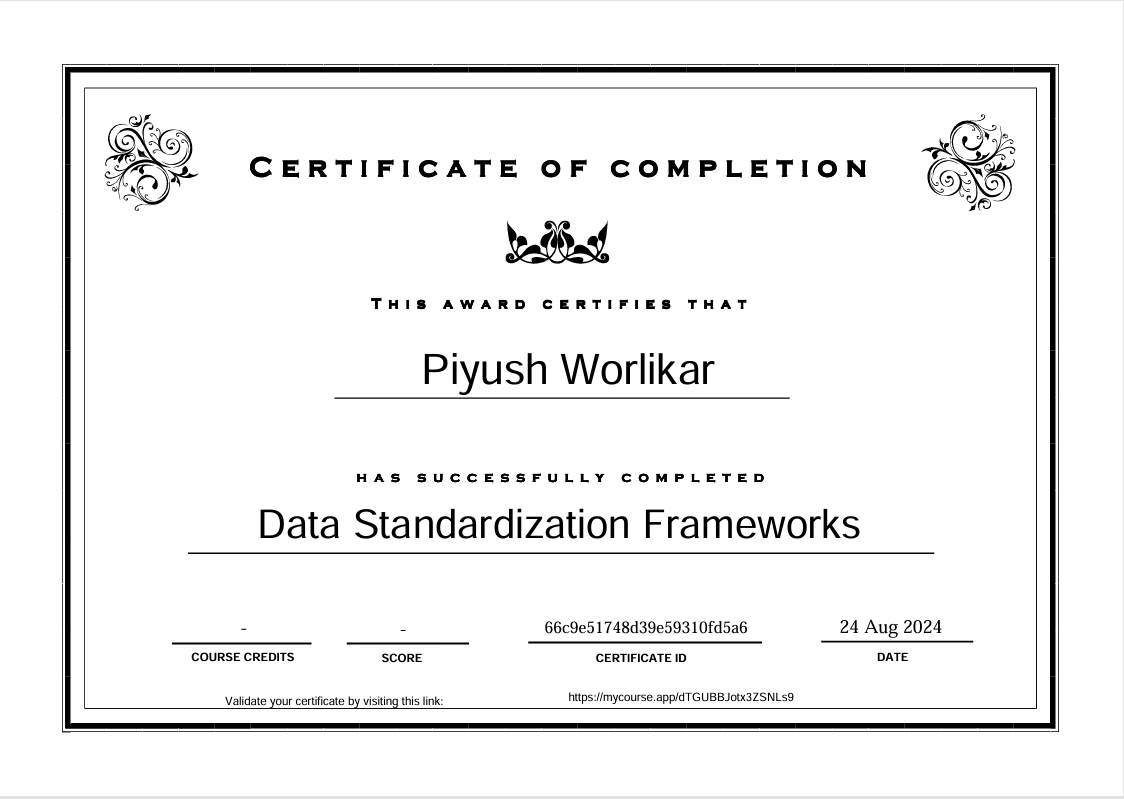 CERTIFICATE OF COMPLETION
THIS AWARD CERTIFIES THAT
Piyush Worlikar
HAS SUCCESSFULLY COMPLETED
Data Standardization Frameworks
- - 66c9e51748d39e59310fd5a6 24 Aug 2024
COURSE CREDITS SCORE CERTIFICATE ID DATE
Validate your certificate by visiting this link: https://mycourse.app/dTGUBBJotx3ZSNLs9